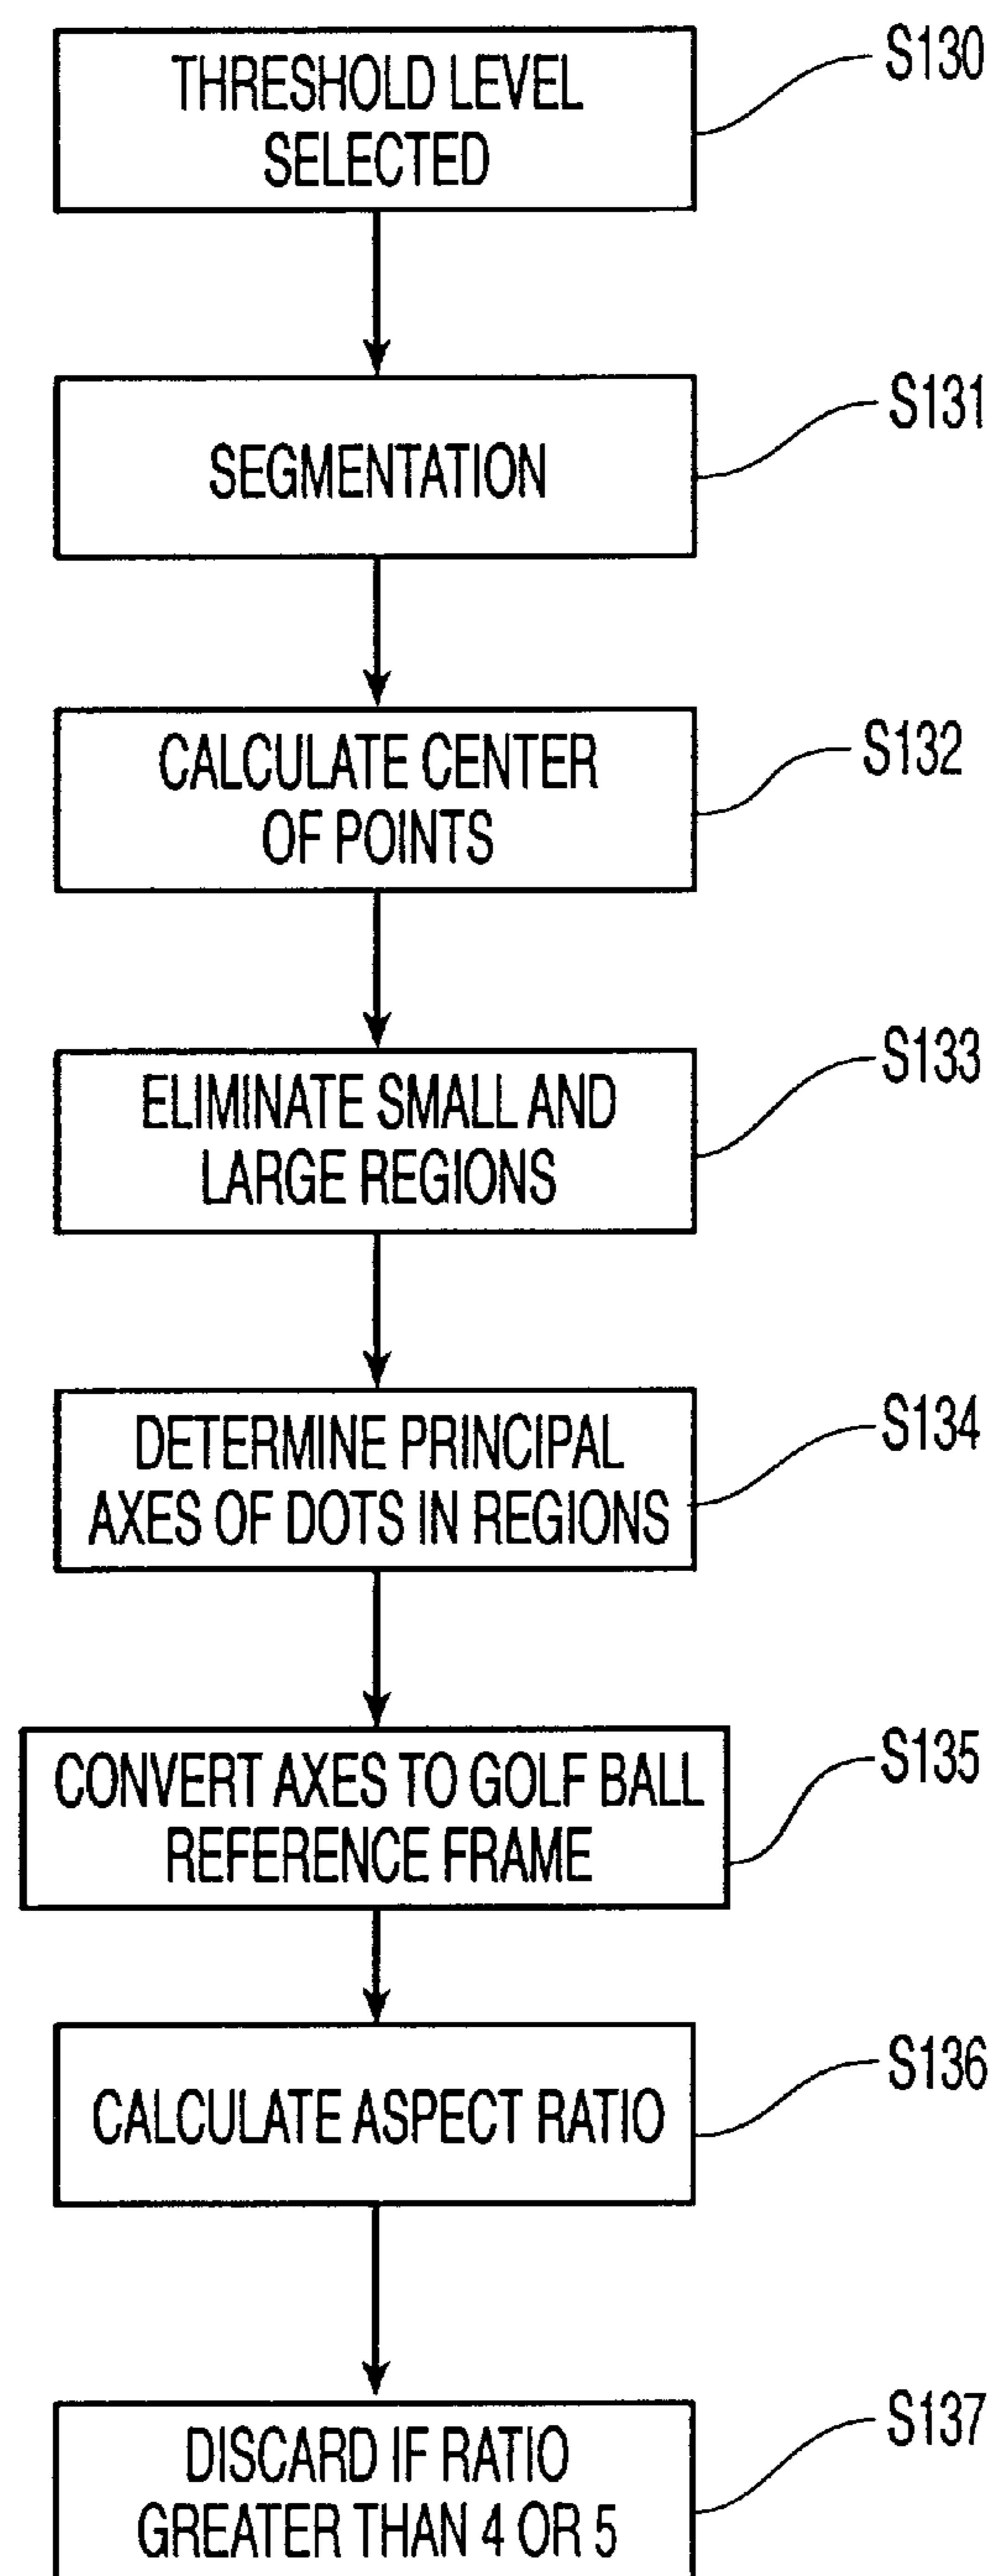 THRESHOLD LEVEL
SELECTED
S130
SEGMENTATION
S131
CALCULATE CENTER
OF POINTS
S132
ELIMINATE SMALL AND
LARGE REGIONS
S133
DETERMINE PRINCIPAL
AXES OF DOTS IN REGIONS
S134
CONVERT AXES TO GOLF BALL
REFERENCE FRAME
S135
CALCULATE ASPECT RATIO
S136
DISCARD IF RATIO
GREATER THAN 4 OR 5
S137